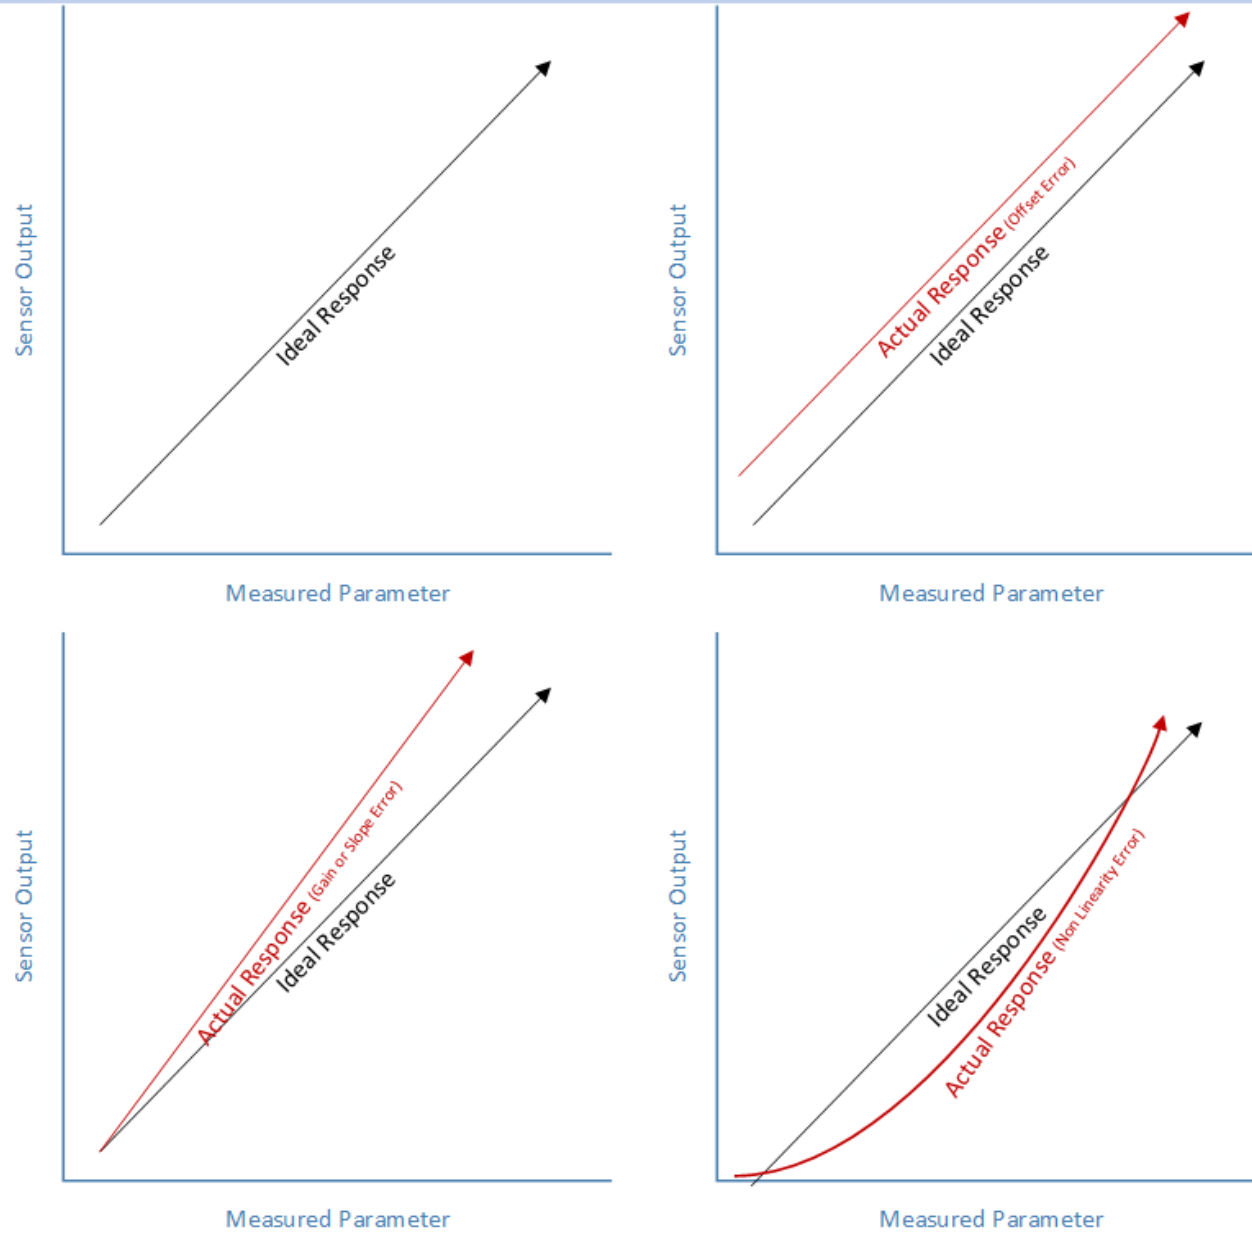 Sensor Output
Ideal Response
Measured Parameter
Sensor Output
Actual Response (Offset Error)
Ideal Response
Measured Parameter
Sensor Output
Actual Response (Gain or Slope Error)
Ideal Response
Measured Parameter
Sensor Output
Ideal Response
Actual Response (Non Linearity Error)
Measured Parameter